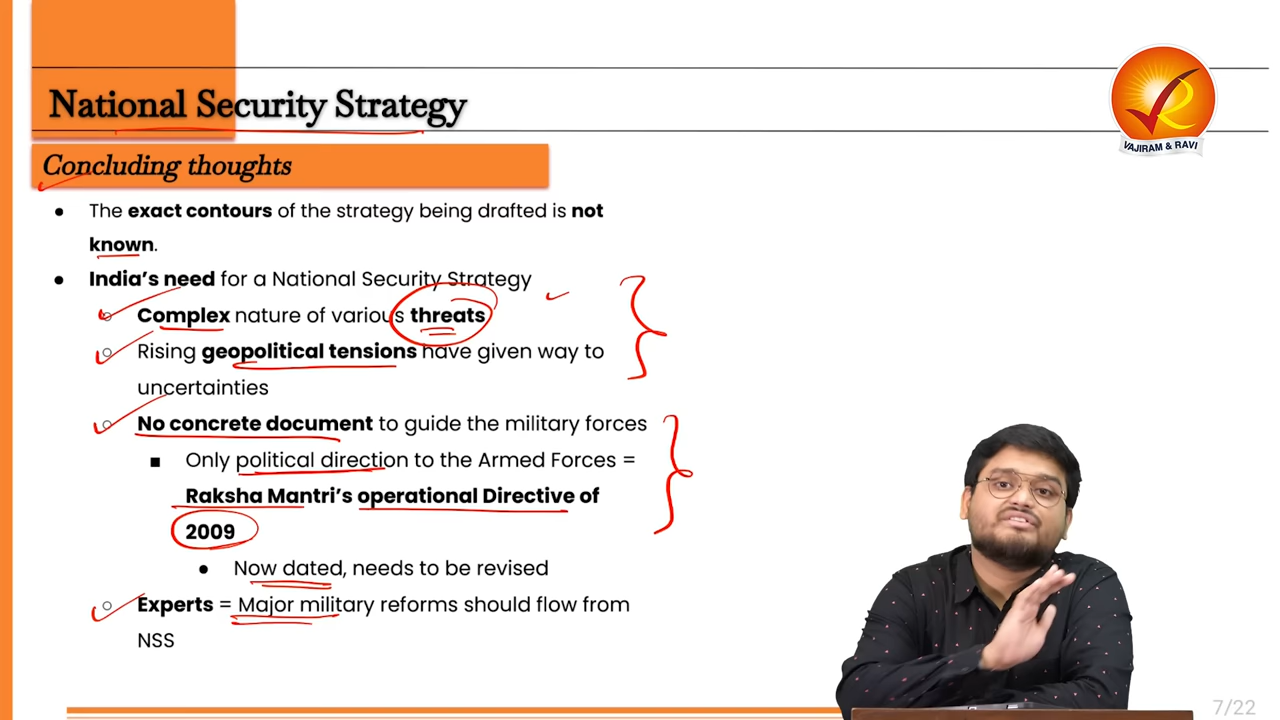 National Security Strategy
VAJIRAM & RAVI
Concluding thoughts
● The exact contours of the strategy being drafted is not
known.
● India's need for a National Security Strategy
○ Complex nature of various threats
○ Rising geopolitical tensions have given way to
uncertainties
○ No concrete document to guide the military forces
■ Only political direction to the Armed Forces =
Raksha Mantri's operational Directive of
2009
● Now dated, needs to be revised
○ Experts = Major military reforms should flow from
NSS
7/22